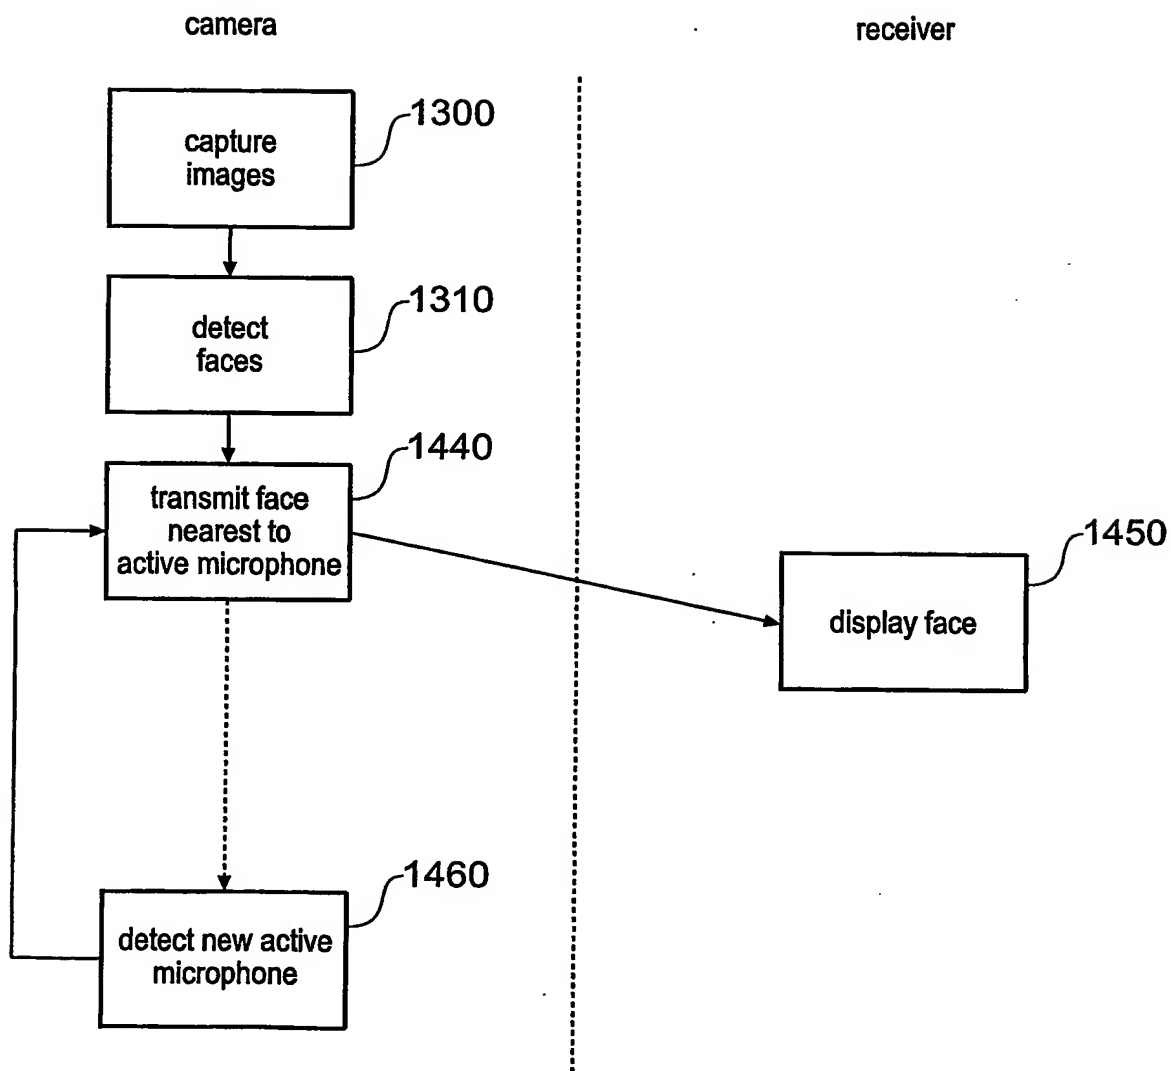 camera
receiver
1300
capture
images
1310
detect
faces
1440
transmit face
nearest to
active microphone
1450
display face
1460
detect new active
microphone